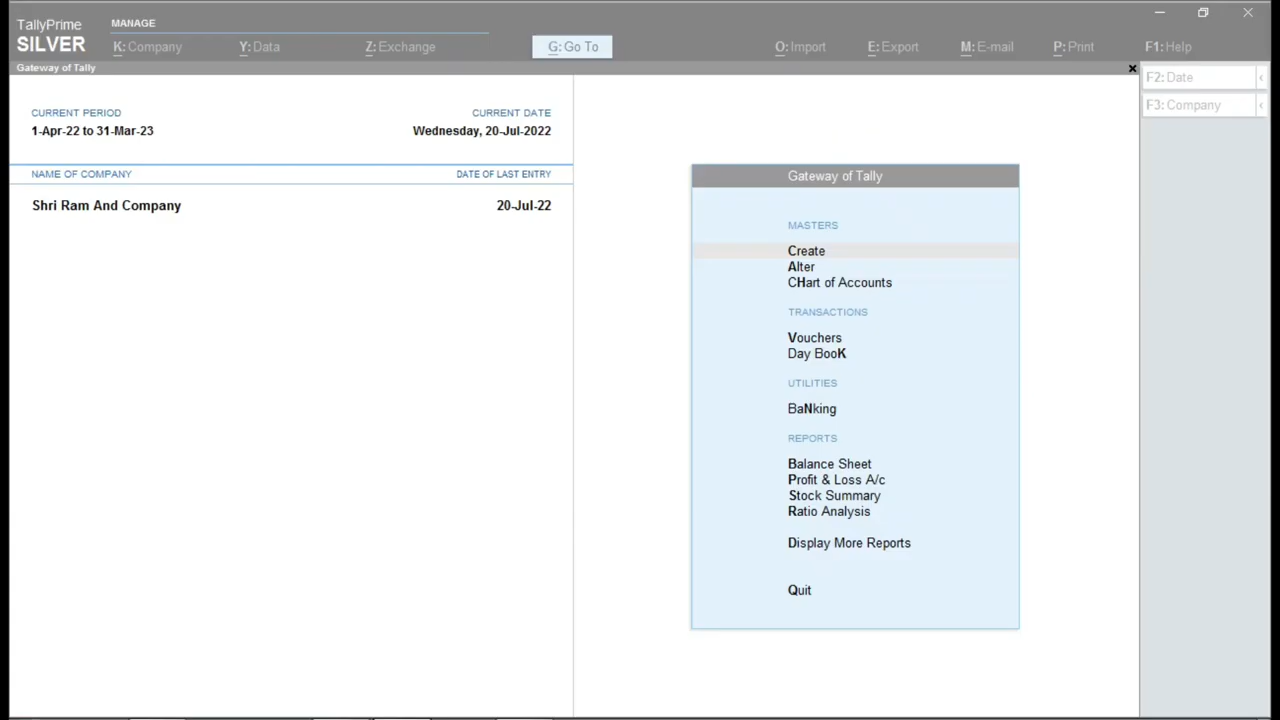 TallyPrime
MANAGE
SILVER
K: Company
Y: Data
Z: Exchange
G: Go To
O: Import
E: Export
M: E-mail
P: Print
F1: Help
Gateway of Tally
F2: Date
F3: Company
CURRENT PERIOD
CURRENT DATE
1-Apr-22 to 31-Mar-23
Wednesday, 20-Jul-2022
NAME OF COMPANY
DATE OF LAST ENTRY
Shri Ram And Company
20-Jul-22
Gateway of Tally
MASTERS
Create
Alter
CHart of Accounts
TRANSACTIONS
Vouchers
Day BooK
UTILITIES
BaNking
REPORTS
Balance Sheet
Profit & Loss A/c
Stock Summary
Ratio Analysis
Display More Reports
Quit